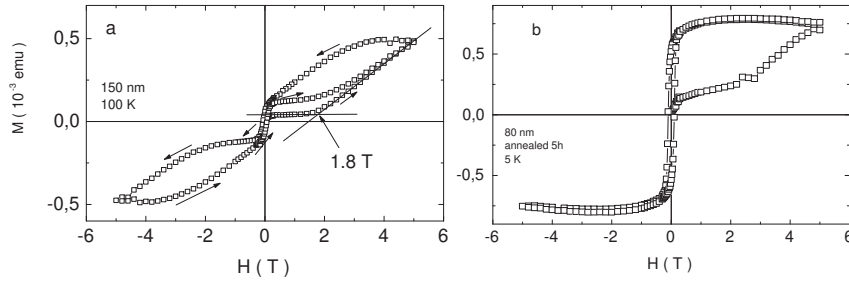 a
M (10⁻³ emu)
0,5
0,0
-0,5
150 nm
100 K
1.8 T
-6 -4 -2 0 2 4 6
H ( T )
b
0,5
0,0
-0,5
80 nm
annealed 5h
5 K
-6 -4 -2 0 2 4 6
H ( T )